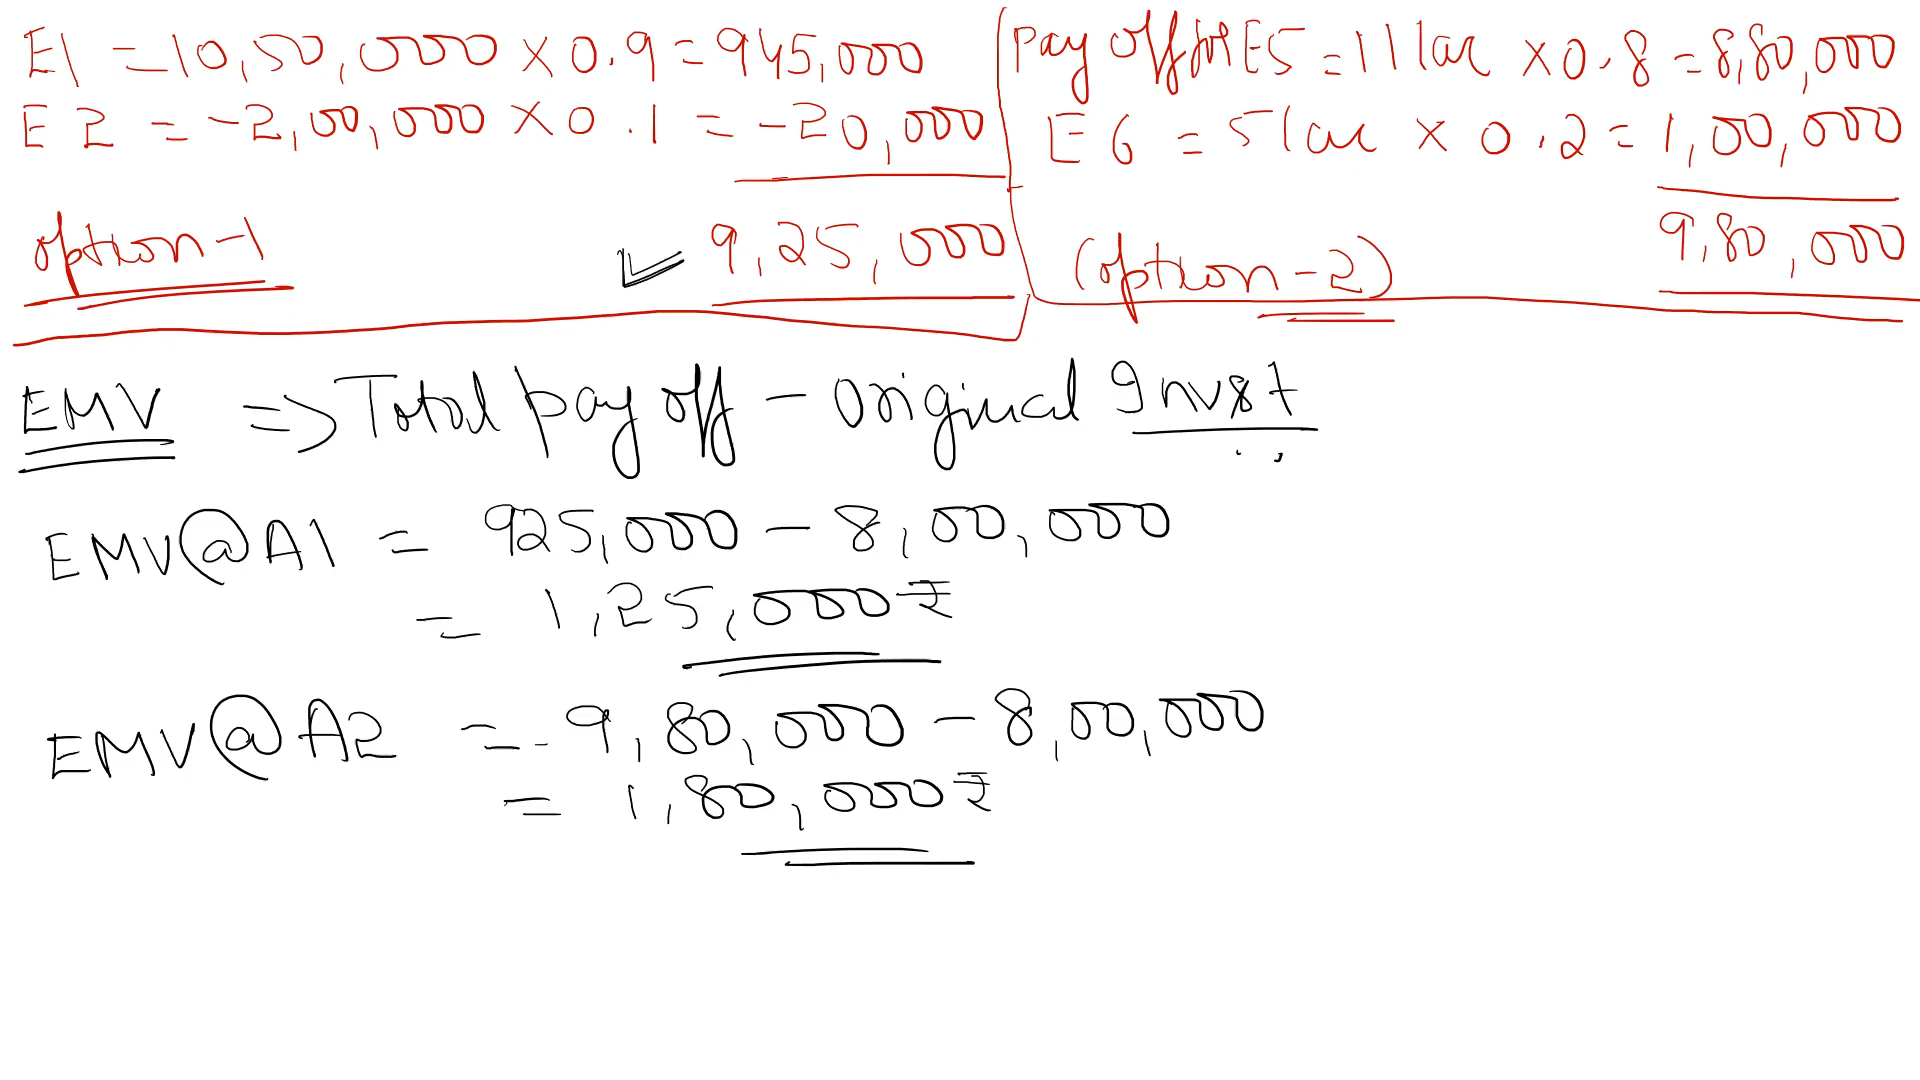 E1 = 10,50,000 x 0.9 = 945,000
E2 = -2,00,000 x 0.1 = -20,000
9,25,000
option-1
Pay off for E5 = 11 lac x 0.8 = 8,80,000
E6 = 5 lac x 0.2 = 1,00,000
9,80,000
(option-2)
EMV => Total pay off - original Invst
EMV@A1 = 925,000 - 8,00,000
= 1,25,000₹
EMV@A2 = 9,80,000 - 8,00,000
= 1,80,000₹